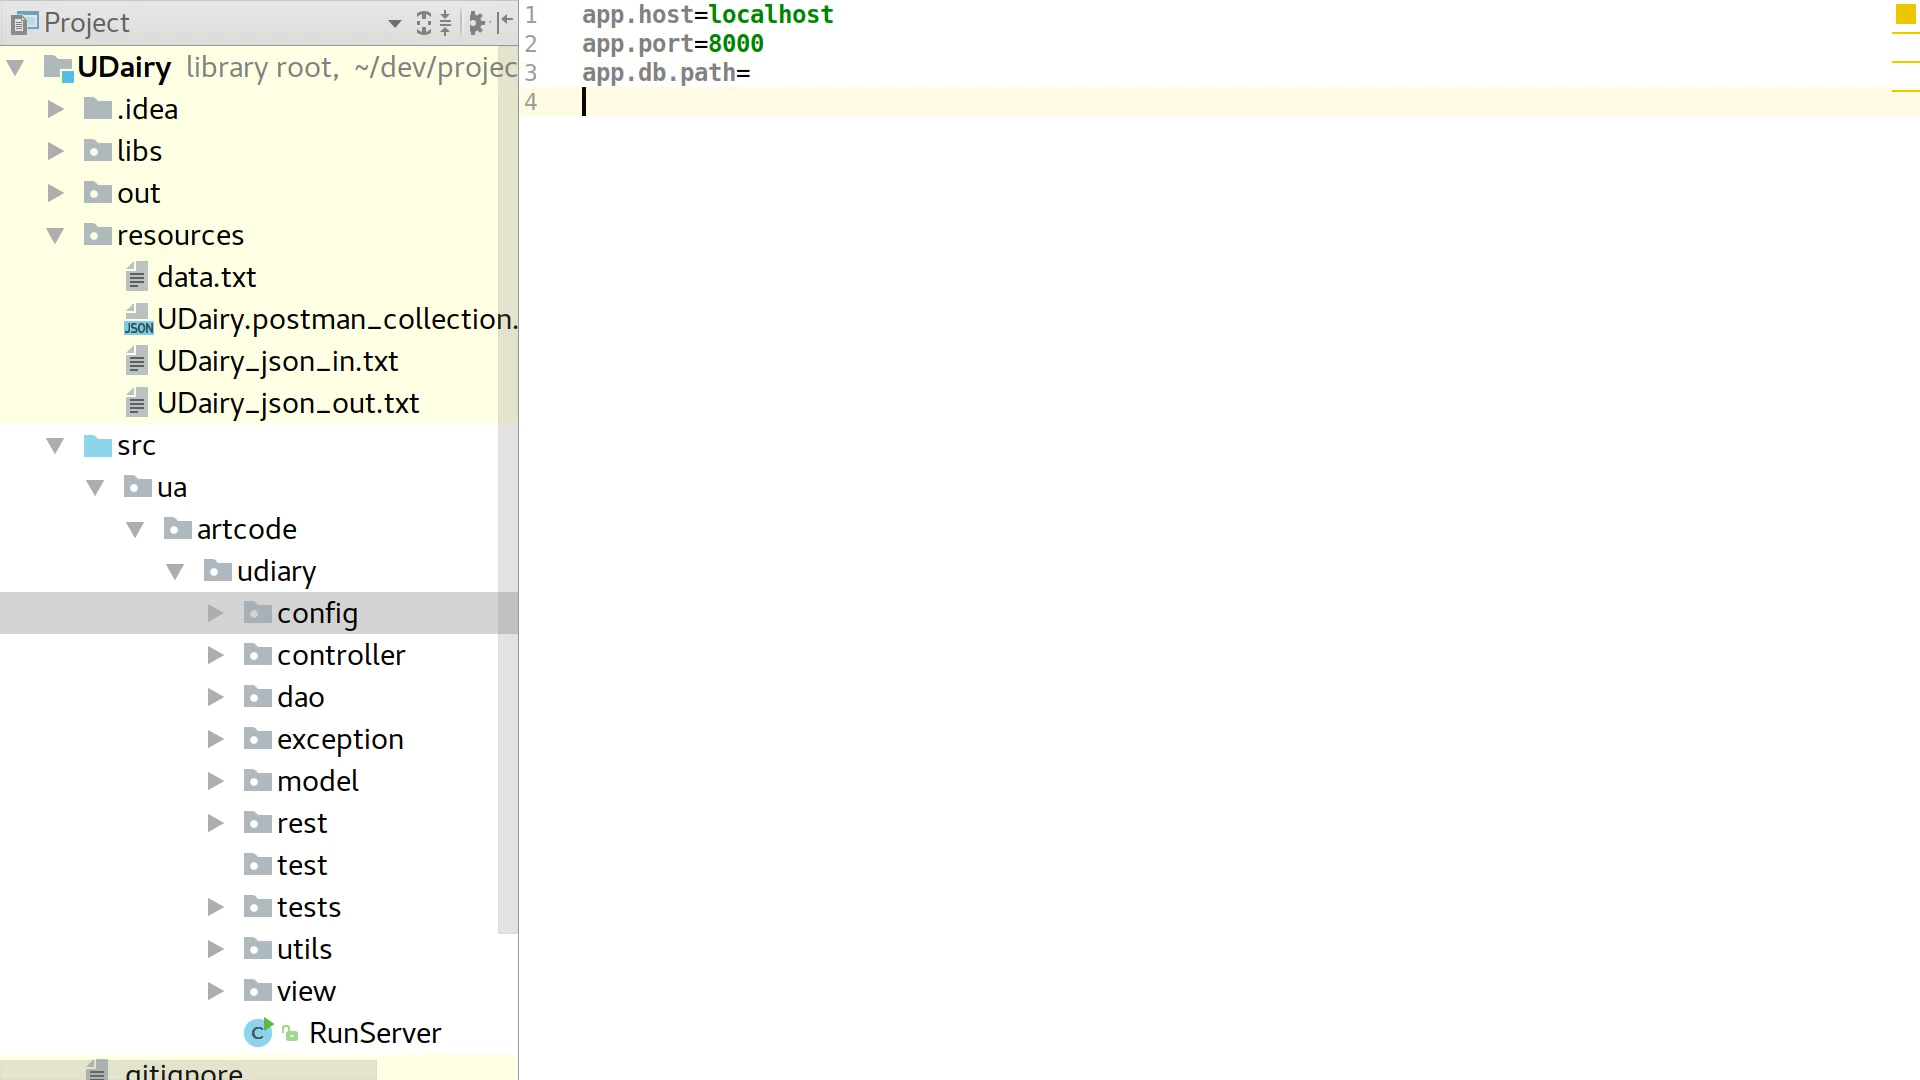 Project
UDairy library root, ~/dev/projec
.idea
libs
out
resources
data.txt
JSON UDairy.postman_collection.
UDairy_json_in.txt
UDairy_json_out.txt
src
ua
artcode
udiary
config
controller
dao
exception
model
rest
test
tests
utils
view
C RunServer
.gitignore
1 app.host=localhost
2 app.port=8000
3 app.db.path=
4